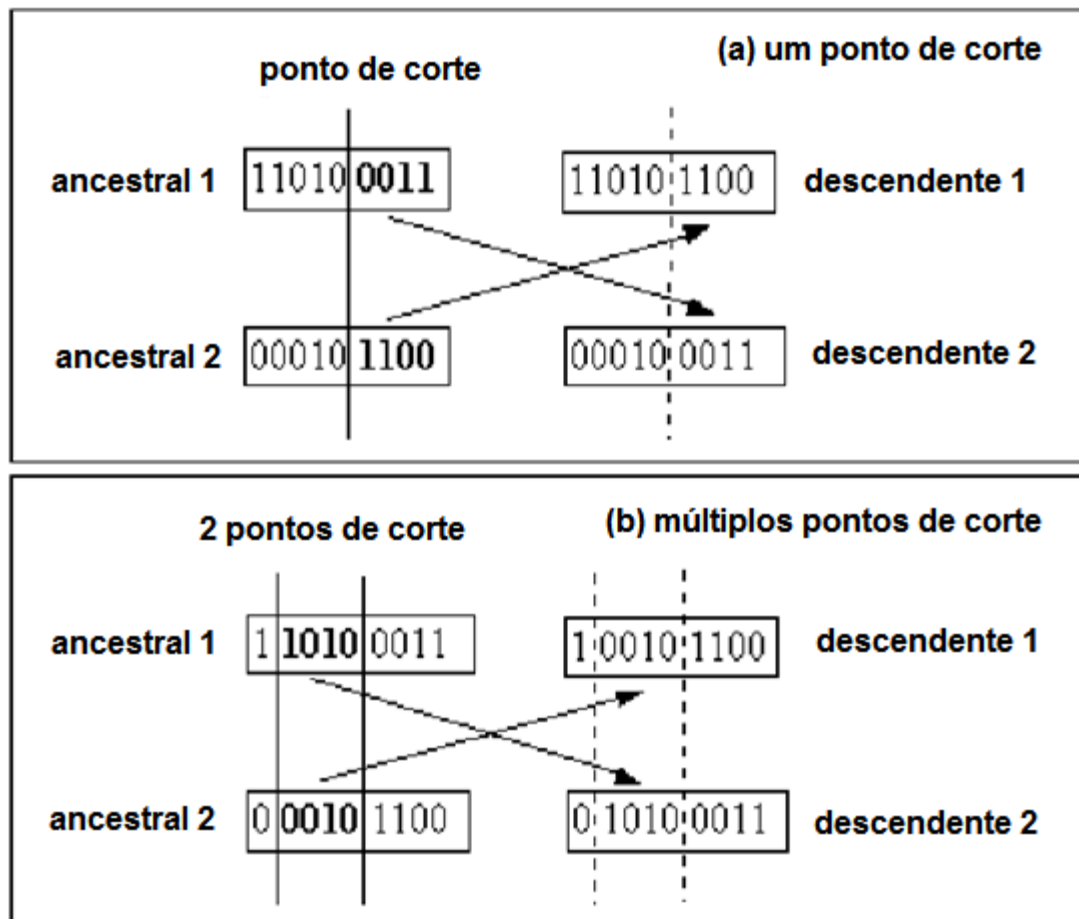 (a) um ponto de corte
ponto de corte
ancestral 1 11010 0011 11010 1100 descendente 1
ancestral 2 00010 1100 00010 0011 descendente 2
2 pontos de corte (b) múltiplos pontos de corte
ancestral 1 1 1010 0011 1 0010 1100 descendente 1
ancestral 2 0 0010 1100 0 1010 0011 descendente 2